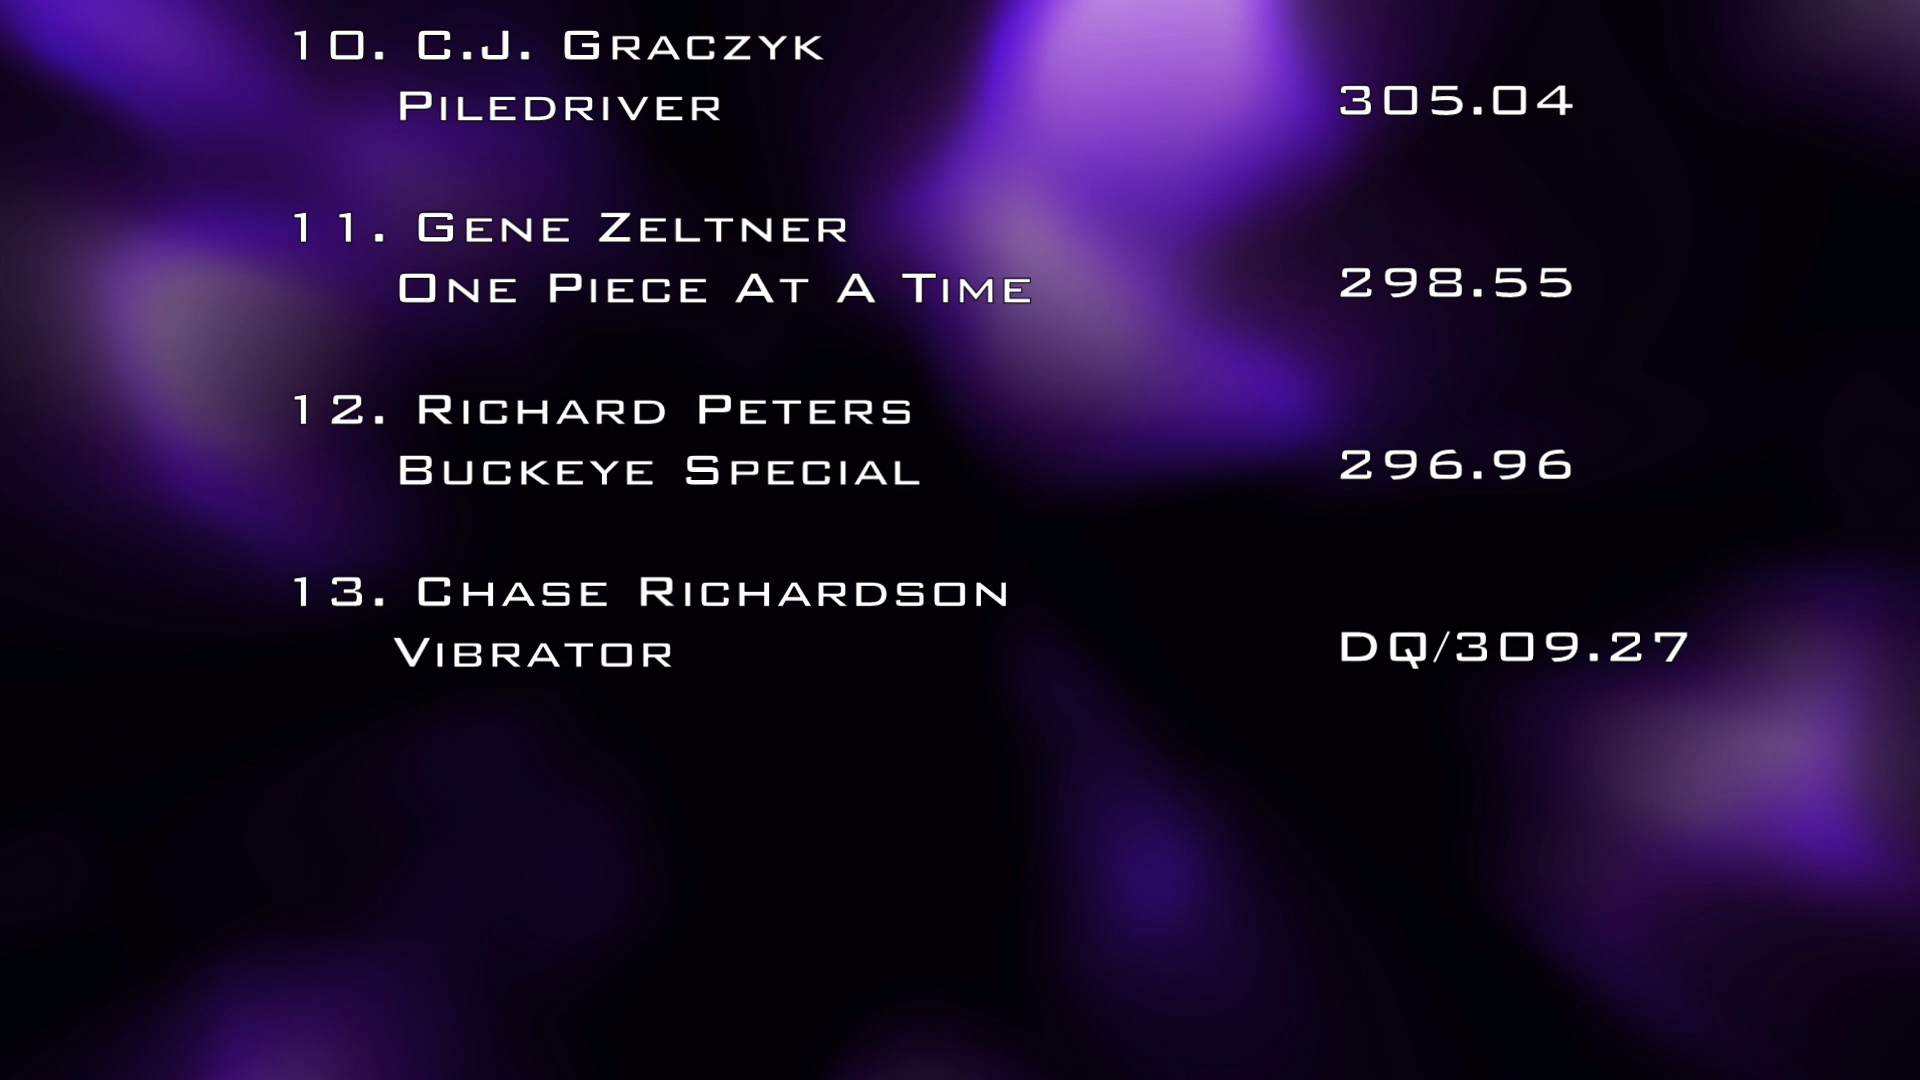 10. C.J. Graczyk
Piledriver 305.04
11. Gene Zeltner
One Piece At A Time 298.55
12. Richard Peters
Buckeye Special 296.96
13. Chase Richardson
Vibrator DQ/309.27